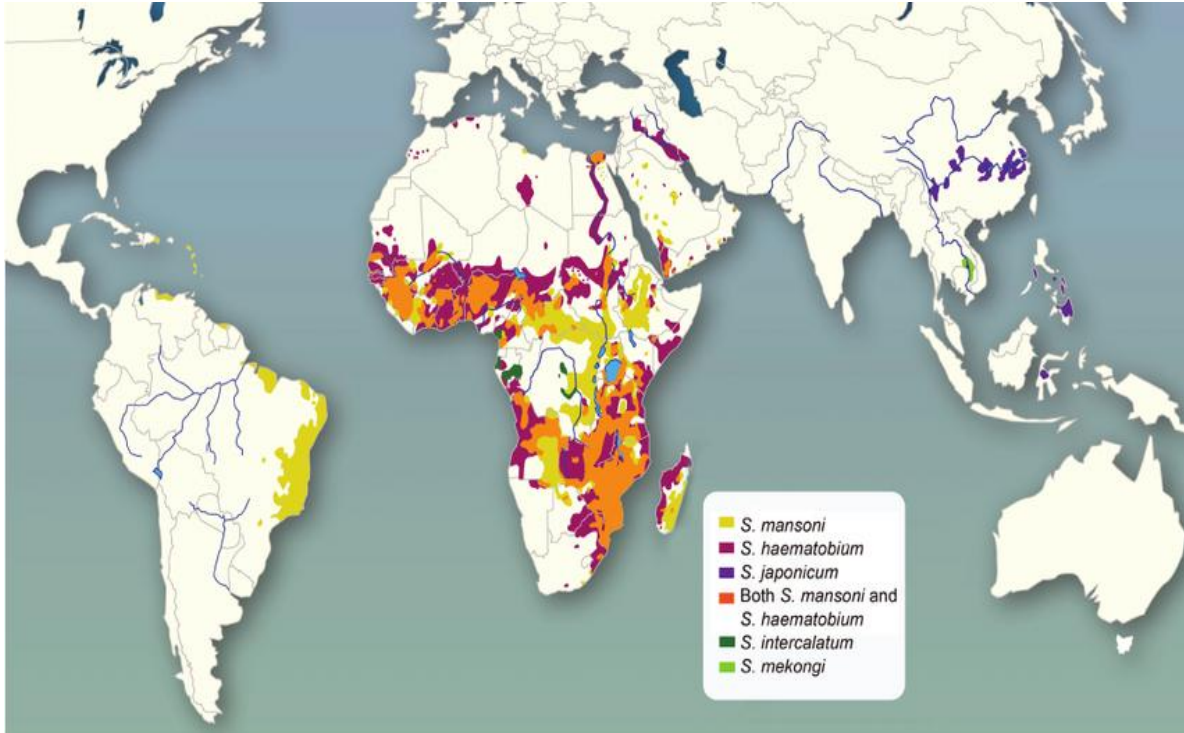 S. mansoni
S. haematobium
S. japonicum
Both S. mansoni and
S. haematobium
S. intercalatum
S. mekongi